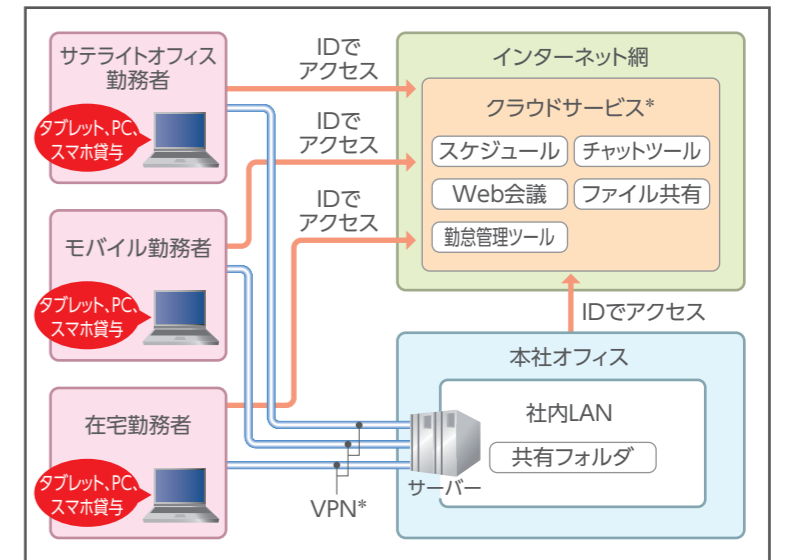 サテライトオフィス
勤務者
タブレット、PC、
スマホ貸与
モバイル勤務者
タブレット、PC、
スマホ貸与
在宅勤務者
タブレット、PC、
スマホ貸与
IDで
アクセス
IDで
アクセス
IDで
アクセス
インターネット網
クラウドサービス*
スケジュール
チャットツール
Web会議
ファイル共有
勤怠管理ツール
IDでアクセス
本社オフィス
社内LAN
共有フォルダ
サーバー
VPN*